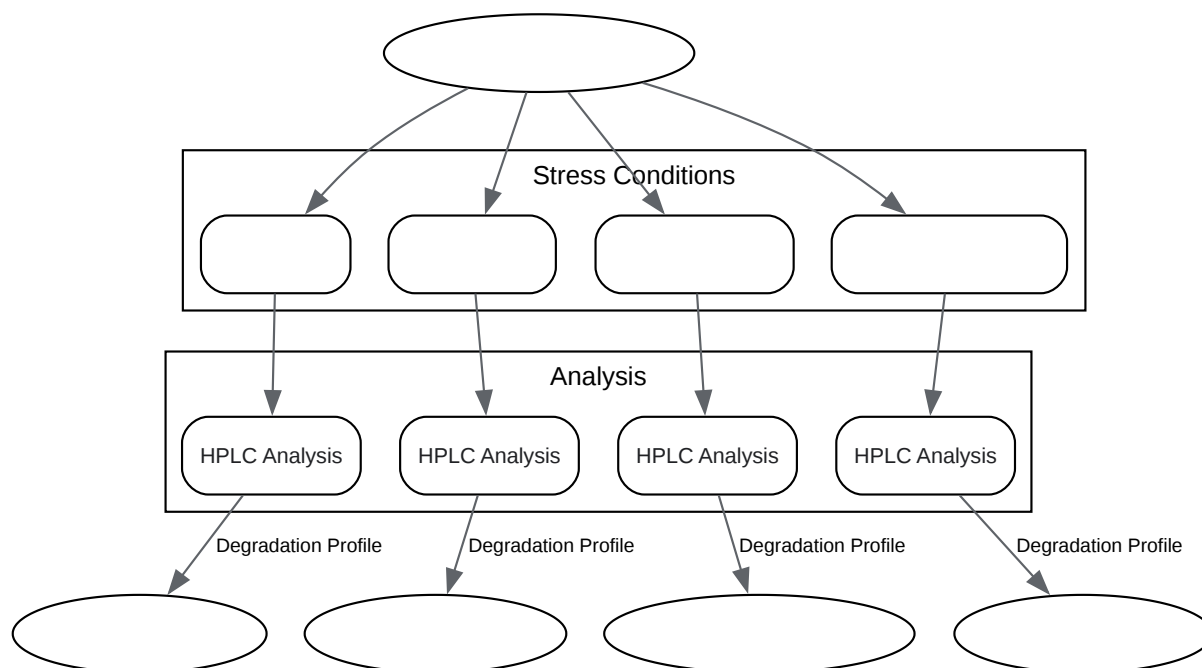 Stress Conditions
Analysis
HPLC Analysis
HPLC Analysis
HPLC Analysis
HPLC Analysis
Degradation Profile
Degradation Profile
Degradation Profile
Degradation Profile